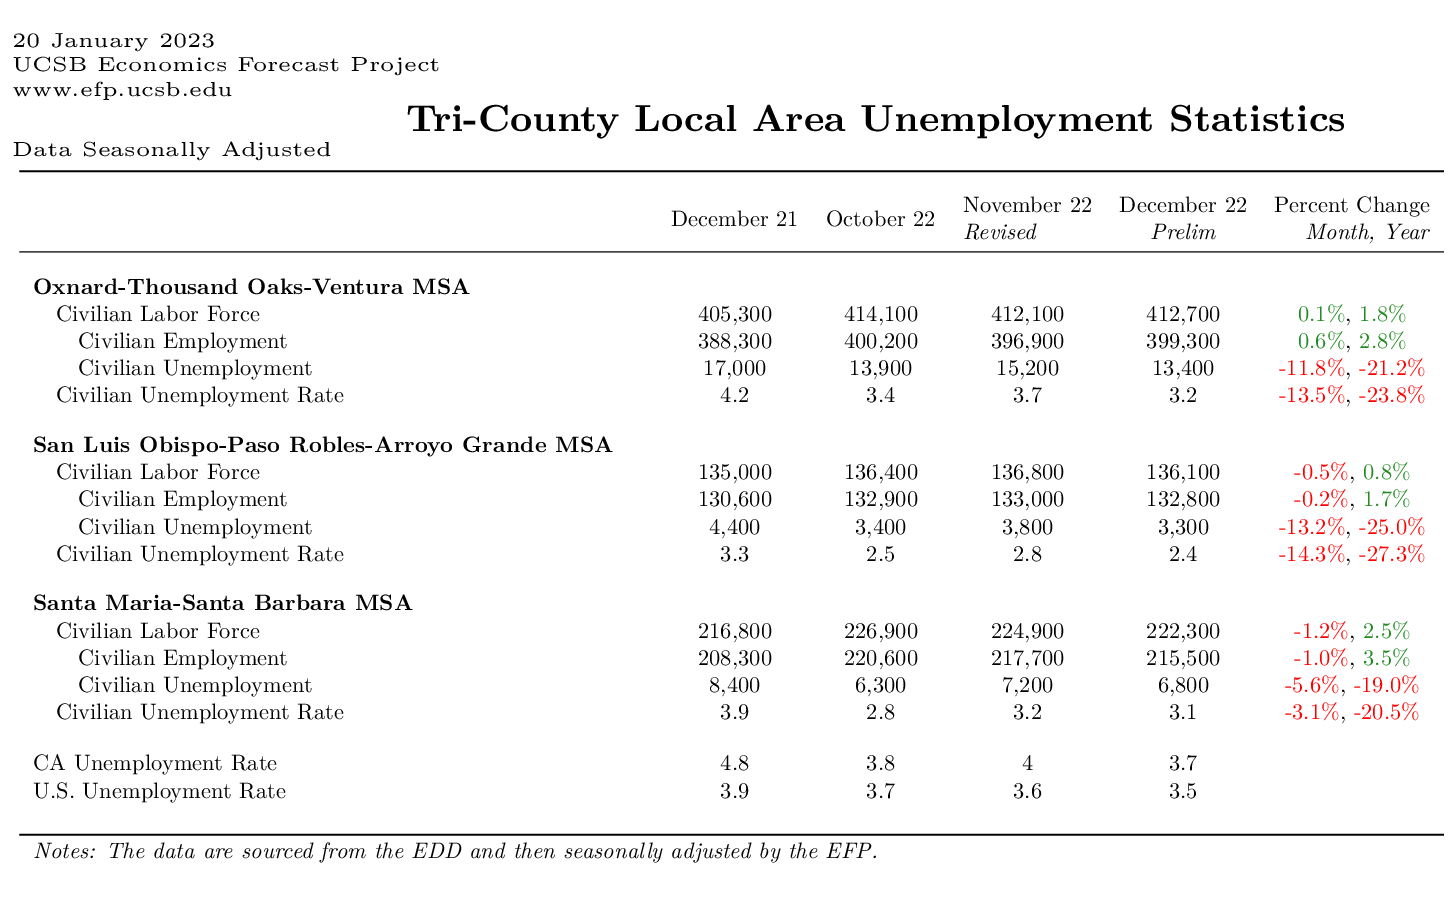 20 January 2023
UCSB Economics Forecast Project
www.efp.ucsb.edu
Tri-County Local Area Unemployment Statistics
Data Seasonally Adjusted
December 21 October 22 November 22 Revised December 22 Prelim Percent Change Month, Year
Oxnard-Thousand Oaks-Ventura MSA
Civilian Labor Force 405,300 414,100 412,100 412,700 0.1%, 1.8%
Civilian Employment 388,300 400,200 396,900 399,300 0.6%, 2.8%
Civilian Unemployment 17,000 13,900 15,200 13,400 -11.8%, -21.2%
Civilian Unemployment Rate 4.2 3.4 3.7 3.2 -13.5%, -23.8%
San Luis Obispo-Paso Robles-Arroyo Grande MSA
Civilian Labor Force 135,000 136,400 136,800 136,100 -0.5%, 0.8%
Civilian Employment 130,600 132,900 133,000 132,800 -0.2%, 1.7%
Civilian Unemployment 4,400 3,400 3,800 3,300 -13.2%, -25.0%
Civilian Unemployment Rate 3.3 2.5 2.8 2.4 -14.3%, -27.3%
Santa Maria-Santa Barbara MSA
Civilian Labor Force 216,800 226,900 224,900 222,300 -1.2%, 2.5%
Civilian Employment 208,300 220,600 217,700 215,500 -1.0%, 3.5%
Civilian Unemployment 8,400 6,300 7,200 6,800 -5.6%, -19.0%
Civilian Unemployment Rate 3.9 2.8 3.2 3.1 -3.1%, -20.5%
CA Unemployment Rate 4.8 3.8 4 3.7
U.S. Unemployment Rate 3.9 3.7 3.6 3.5
Notes: The data are sourced from the EDD and then seasonally adjusted by the EFP.